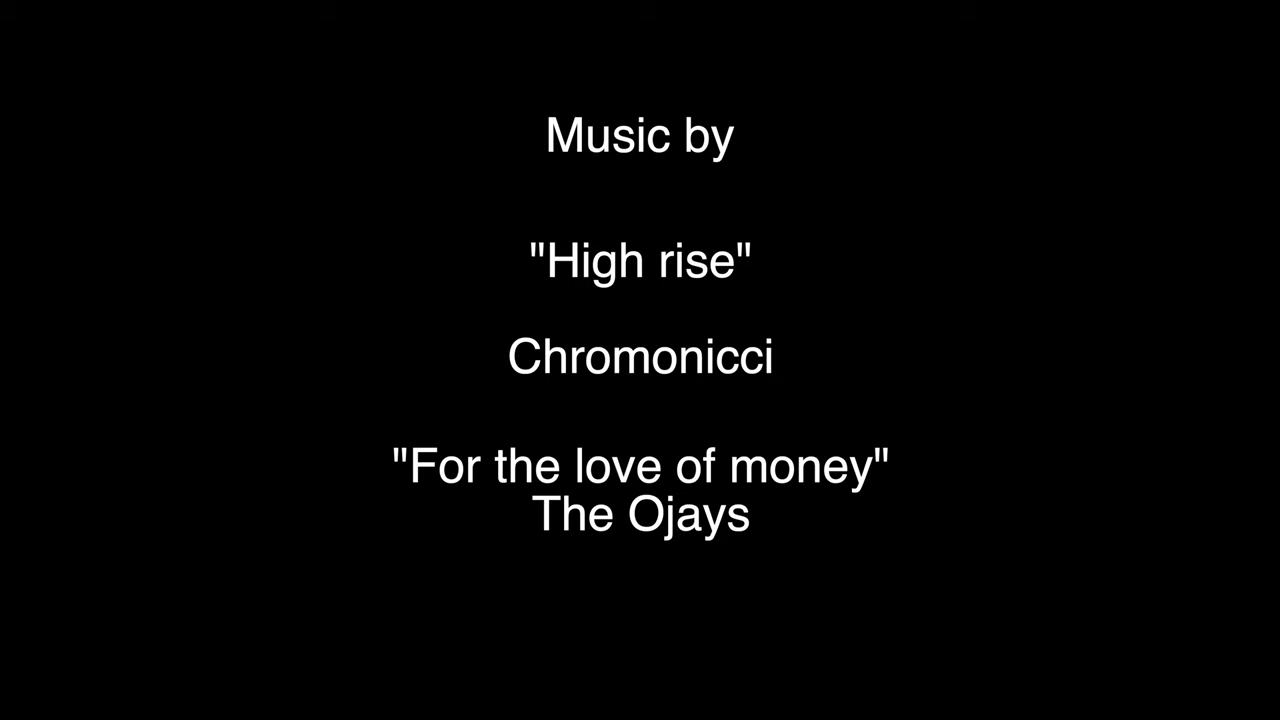 Music by
"High rise"
Chromonicci
"For the love of money"
The Ojays